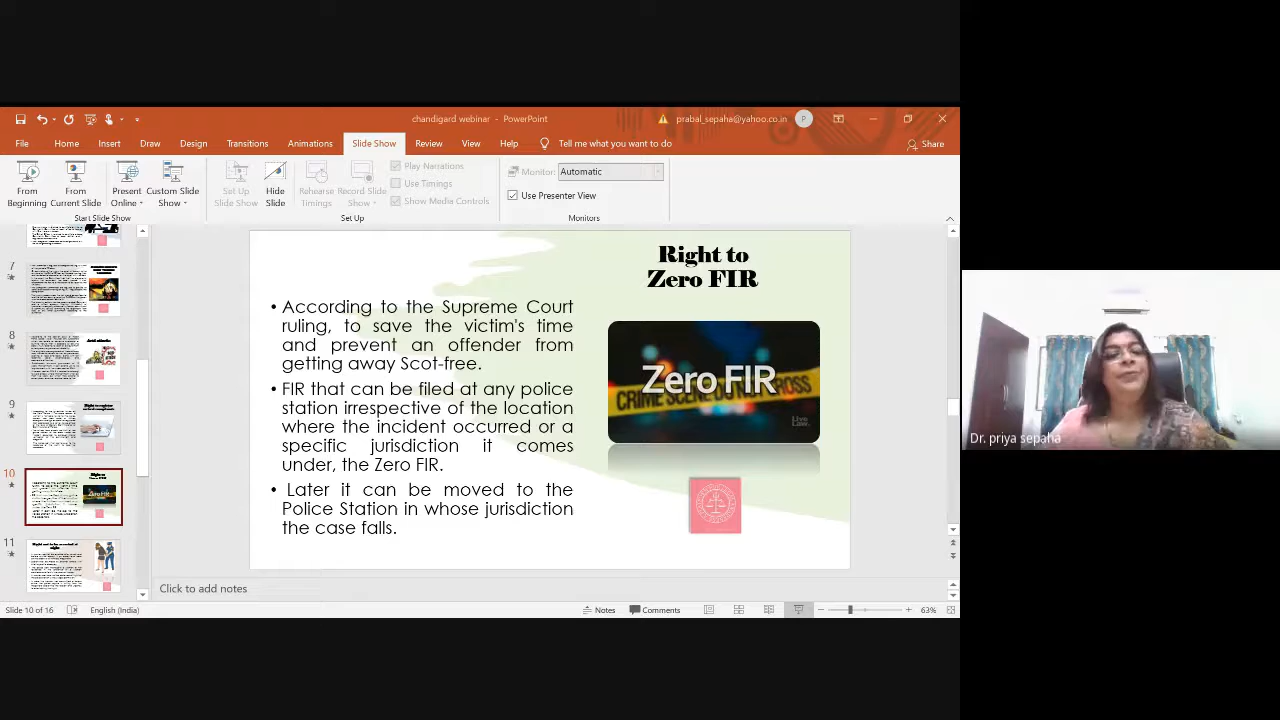 chandigard webinar - PowerPoint
prabal_sepaha@yahoo.co.in
P
File Home Insert Draw Design Transitions Animations Slide Show Review View Help Tell me what you want to do
Share
From Beginning
From Current Slide
Present Online
Custom Slide Show
Set Up Slide Show
Hide Slide
Rehearse Timings
Record Slide Show
Play Narrations
Use Timings
Show Media Controls
Monitor: Automatic
Use Presenter View
Start Slide Show
Set Up
Monitors
7
8
9
10
11
Right to
Zero FIR
• According to the Supreme Court
ruling, to save the victim's time
and prevent an offender from
getting away Scot-free.
• FIR that can be filed at any police
station irrespective of the location
where the incident occurred or a
specific jurisdiction it comes
under, the Zero FIR.
• Later it can be moved to the
Police Station in whose jurisdiction
the case falls.
Zero FIR
CRIME SCENE DO NOT CROSS
Live Law
Click to add notes
Slide 10 of 16
English (India)
Notes
Comments
63%
Dr. priya sepaha